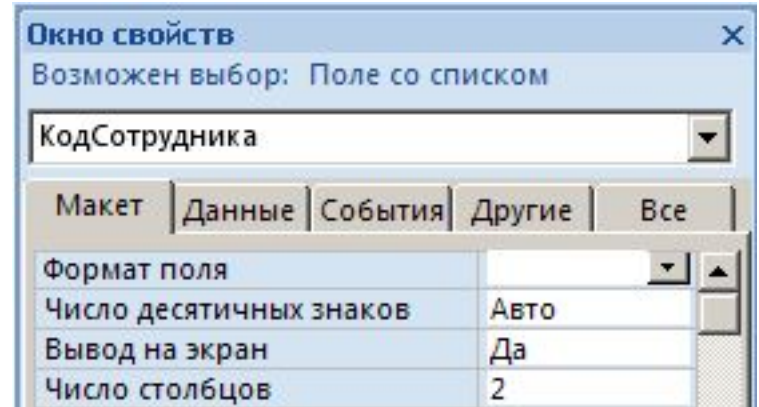 Окно свойств
Возможен выбор: Поле со списком
КодСотрудника
Макет Данные События Другие Все
Формат поля
Число десятичных знаков Авто
Вывод на экран Да
Число столбцов 2